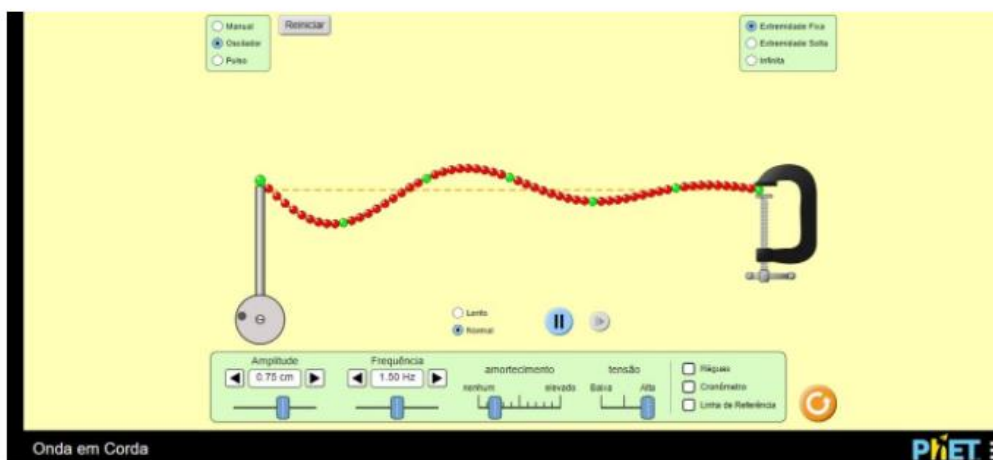 Manual
Oscilador
Pulso
Reiniciar
Extremidade Fixa
Extremidade Solta
Infinita
Lento
Normal
Amplitude
0.75 cm
Frequência
1.50 Hz
amortecimento
nenhum
elevado
tensão
Baixa
Alta
Réguas
Cronômetro
Linha de Referência
Onda em Corda
PhET